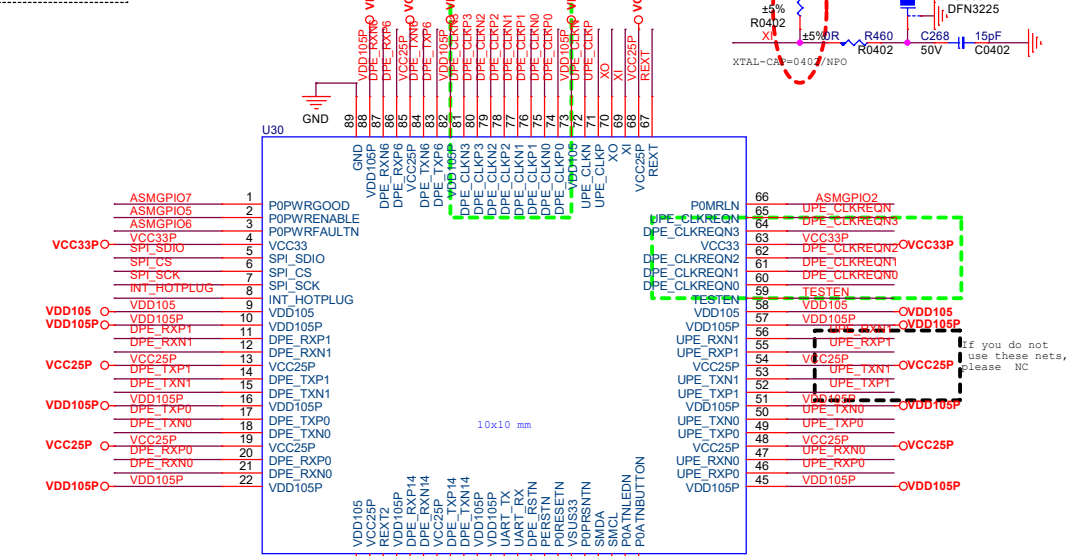 ±5%
R0402
XI
±5%
0R
R460
R0402
C268
50V
15pF
C0402
DFN3225
XTAL-CAP=0402/NPO
VDD105P
DPE_RXN6
DPE_RXP6
VCC25P
DPE_TXN6
DPE_TXP6
VDD105P
DPE_CLKN3
DPE_CLKP3
DPE_CLKN2
DPE_CLKP2
DPE_CLKN1
DPE_CLKP1
DPE_CLKN0
DPE_CLKP0
VDD105P
UPE_CLKN
UPE_CLKP
XO
XI
VCC25P
REXT
GND
89 88 87 86 85 84 83 82 81 80 79 78 77 76 75 74 73 72 71 70 69 68 67
U30
GND
VDD105P
DPE_RXN6
DPE_RXP6
VCC25P
DPE_TXN6
DPE_TXP6
VDD105P
DPE_CLKN3
DPE_CLKP3
DPE_CLKN2
DPE_CLKP2
DPE_CLKN1
DPE_CLKP1
DPE_CLKN0
DPE_CLKP0
VDD105
UPE_CLKN
UPE_CLKP
XO
XI
VCC25P
REXT
ASMGPIO7 1 P0PWRGOOD
ASMGPIO5 2 P0PWRENABLE
ASMGPIO6 3 P0PWRFAULTN
VCC33P VCC33P 4 VCC33
SPI_SDIO 5 SPI_SDIO
SPI_CS 6 SPI_CS
SPI_SCK 7 SPI_SCK
INT_HOTPLUG 8 INT_HOTPLUG
VDD105 VDD105 9 VDD105
VDD105P VDD105P 10 VDD105P
DPE_RXP1 11 DPE_RXP1
DPE_RXN1 12 DPE_RXN1
VCC25P VCC25P 13 VCC25P
DPE_TXP1 14 DPE_TXP1
DPE_TXN1 15 DPE_TXN1
VDD105P VDD105P 16 VDD105P
DPE_TXP0 17 DPE_TXP0
DPE_TXN0 18 DPE_TXN0
VCC25P VCC25P 19 VCC25P
DPE_RXP0 20 DPE_RXP0
DPE_RXN0 21 DPE_RXN0
VDD105P VDD105P 22 VDD105P
10x10 mm
P0MRLN 66 ASMGPIO2
UPE_CLKREQN 65 UPE_CLKREQN
DPE_CLKREQN3 64 DPE_CLKREQN3
VCC33 63 VCC33P VCC33P
DPE_CLKREQN2 62 DPE_CLKREQN2
DPE_CLKREQN1 61 DPE_CLKREQN1
DPE_CLKREQN0 60 DPE_CLKREQN0
TESTEN 59 TESTEN
VDD105 58 VDD105 VDD105
VDD105P 57 VDD105P VDD105P
UPE_RXN1 56 UPE_RXN1
UPE_RXP1 55 UPE_RXP1
VCC25P 54 VCC25P VCC25P
UPE_TXN1 53 UPE_TXN1
UPE_TXP1 52 UPE_TXP1
VDD105P 51 VDD105P VDD105P
UPE_TXN0 50 UPE_TXN0
UPE_TXP0 49 UPE_TXP0
VCC25P 48 VCC25P VCC25P
UPE_RXN0 47 UPE_RXN0
UPE_RXP0 46 UPE_RXP0
VDD105P 45 VDD105P VDD105P
If you do not
use these nets,
please NC
VDD105
VCC25P
REXT2
VDD105P
DPE_RXP14
DPE_RXN14
VCC25P
DPE_TXP14
DPE_TXN14
VDD105P
VDD105P
UART_TX
UART_RX
DPE_RSTN
PERSTN
P0RESETN
VSUS33
P0PRSNTN
SMDA
SMCL
P0ATNLEDN
P0ATNBUTTON